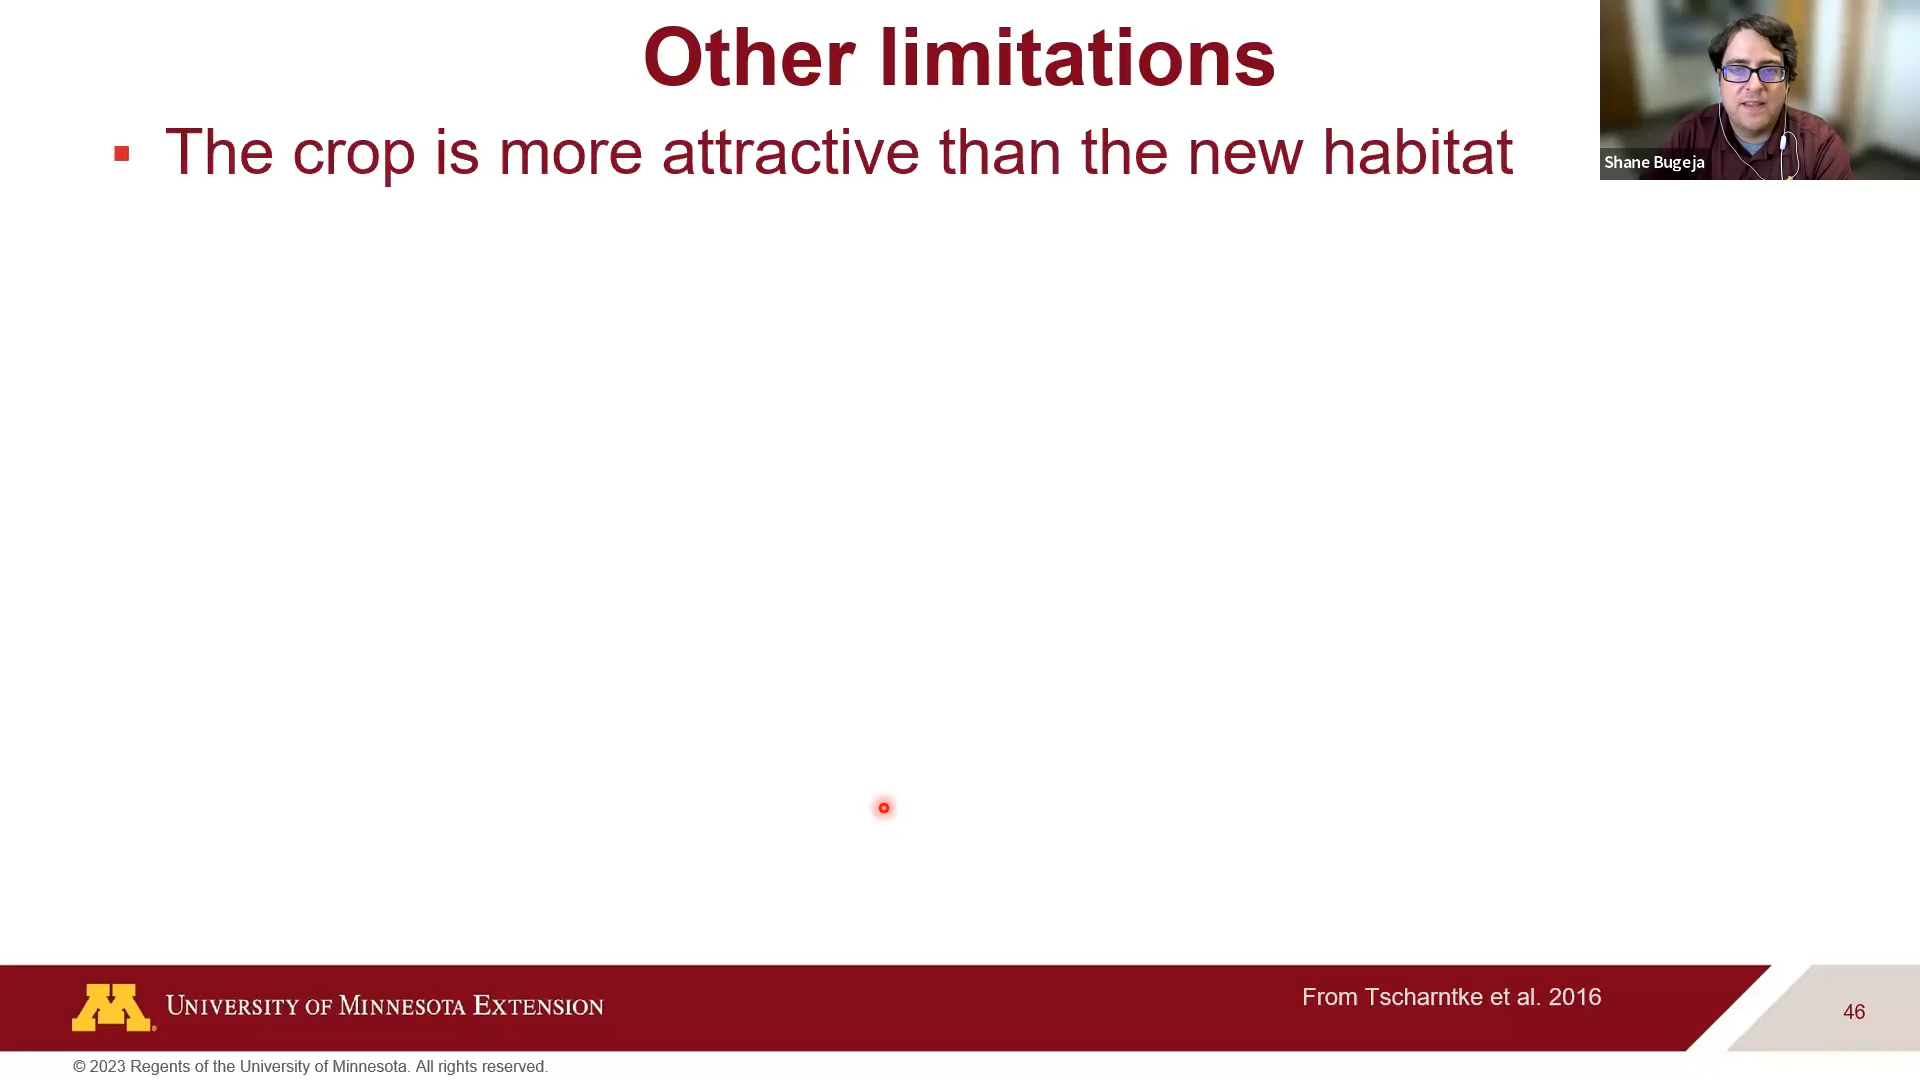 Other limitations
The crop is more attractive than the new habitat
Shane Bugeja
UNIVERSITY OF MINNESOTA EXTENSION
From Tscharntke et al. 2016
46
© 2023 Regents of the University of Minnesota. All rights reserved.